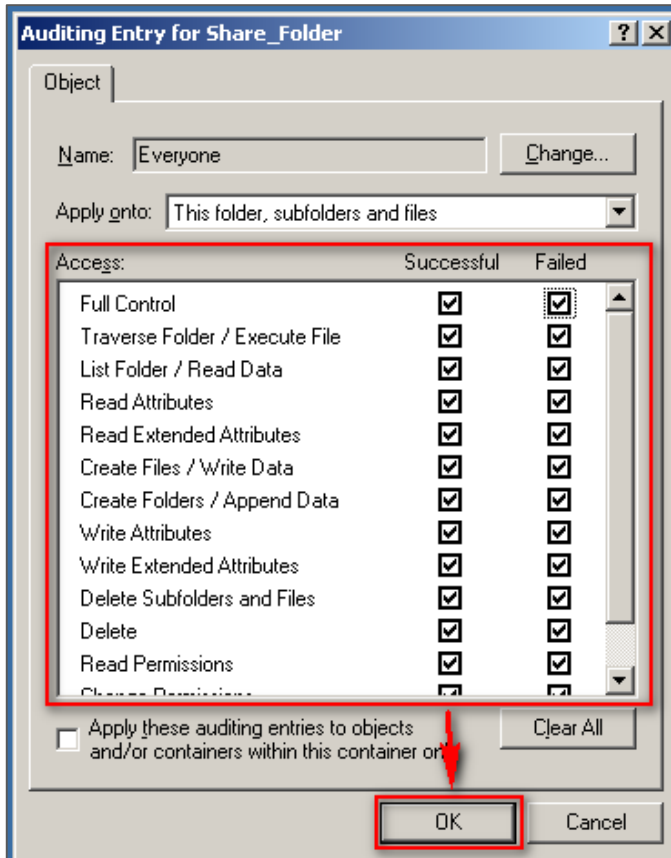 Auditing Entry for Share_Folder
Object
Name: Everyone Change...
Apply onto: This folder, subfolders and files
Access: Successful Failed
Full Control
Traverse Folder / Execute File
List Folder / Read Data
Read Attributes
Read Extended Attributes
Create Files / Write Data
Create Folders / Append Data
Write Attributes
Write Extended Attributes
Delete Subfolders and Files
Delete
Read Permissions
Change Permissions
Apply these auditing entries to objects
and/or containers within this container Clear All
OK Cancel